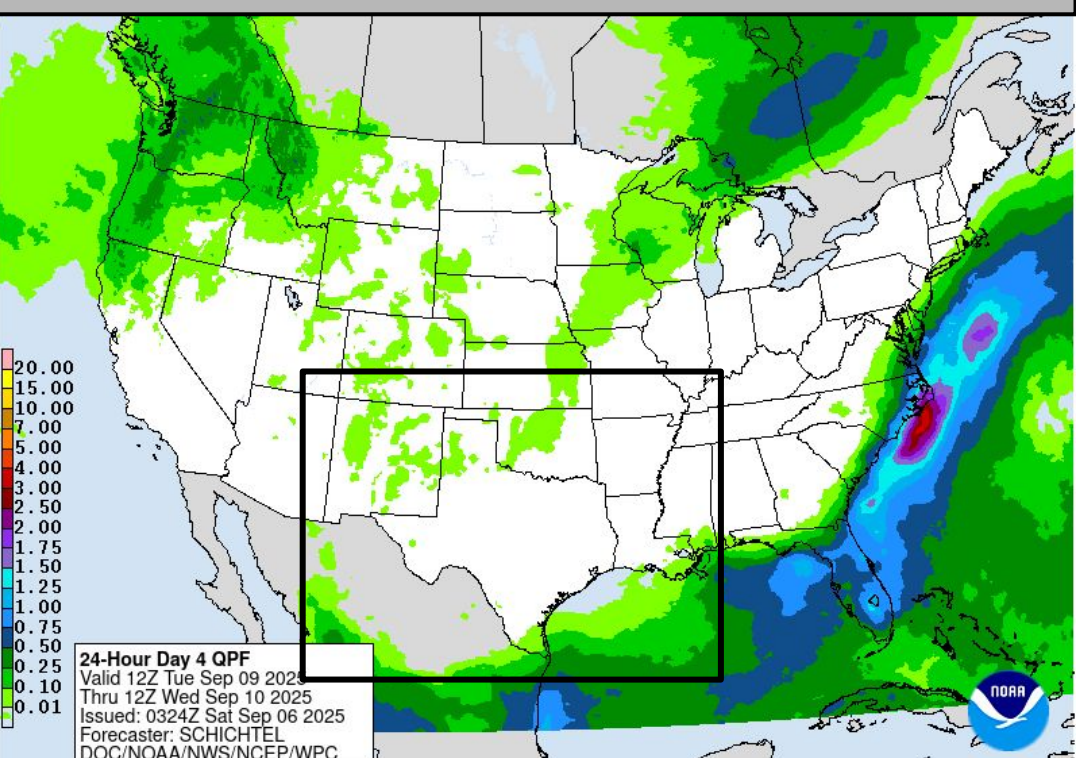 20.00
15.00
10.00
7.00
5.00
4.00
3.00
2.50
2.00
1.75
1.50
1.25
1.00
0.75
0.50
0.25
0.10
0.01
24-Hour Day 4 QPF
Valid 12Z Tue Sep 09 2025
Thru 12Z Wed Sep 10 2025
Issued: 0324Z Sat Sep 06 2025
Forecaster: SCHICHTEL
DOC/NOAA/NWS/NCEP/WPC
NOAA